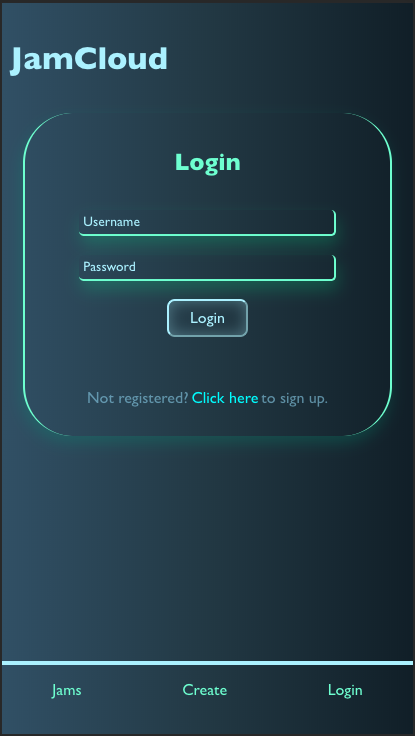 JamCloud
Login
Username
Password
Login
Not registered? Click here to sign up.
Jams Create Login